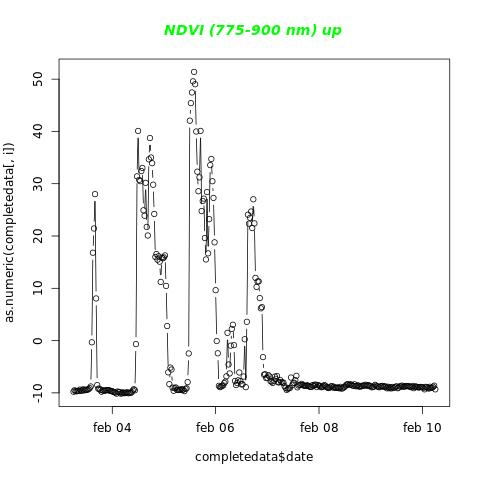 NDVI (775-900 nm) up
as.numeric(completedata[, i])
50
40
30
20
10
0
-10
feb 04
feb 06
feb 08
feb 10
completedata$date